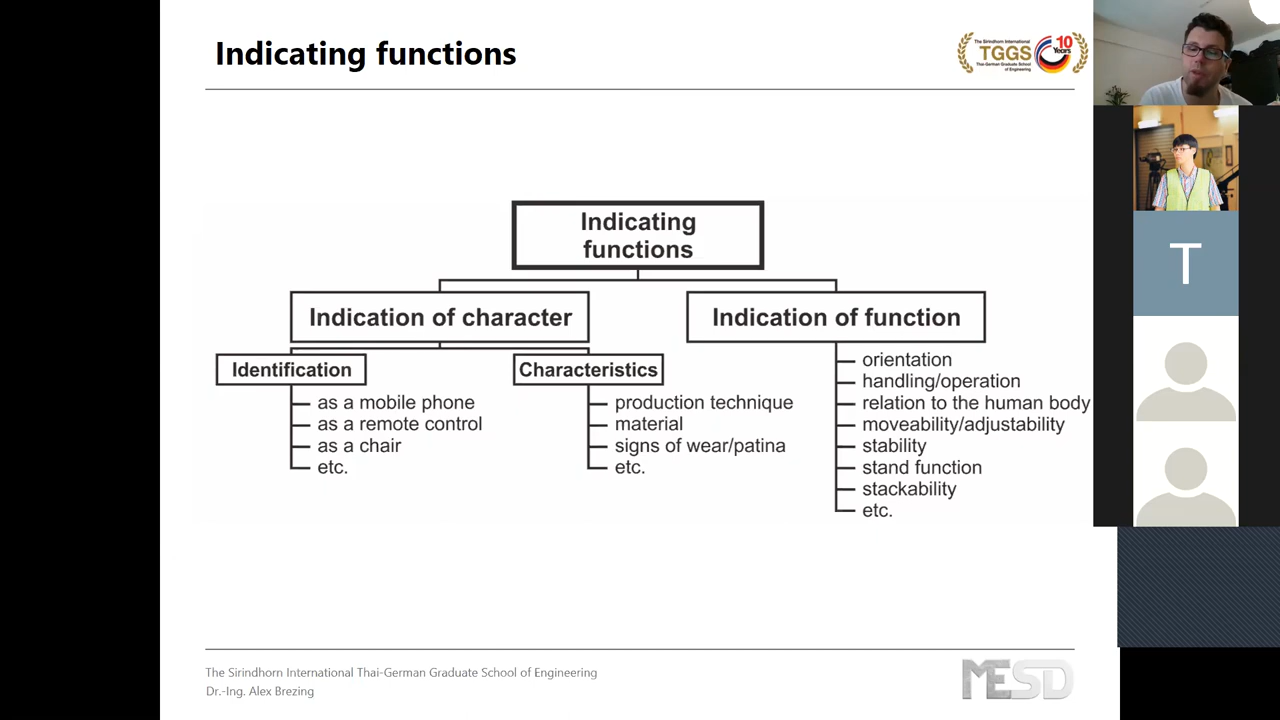 Indicating functions
The Sirindhorn International
TGGS
Thai-German Graduate School
of Engineering
10
Years
Indicating
functions
Indication of character
Indication of function
Identification
as a mobile phone
as a remote control
as a chair
etc.
Characteristics
production technique
material
signs of wear/patina
etc.
orientation
handling/operation
relation to the human body
moveability/adjustability
stability
stand function
stackability
etc.
T
The Sirindhorn International Thai-German Graduate School of Engineering
Dr.-Ing. Alex Brezing
MESD